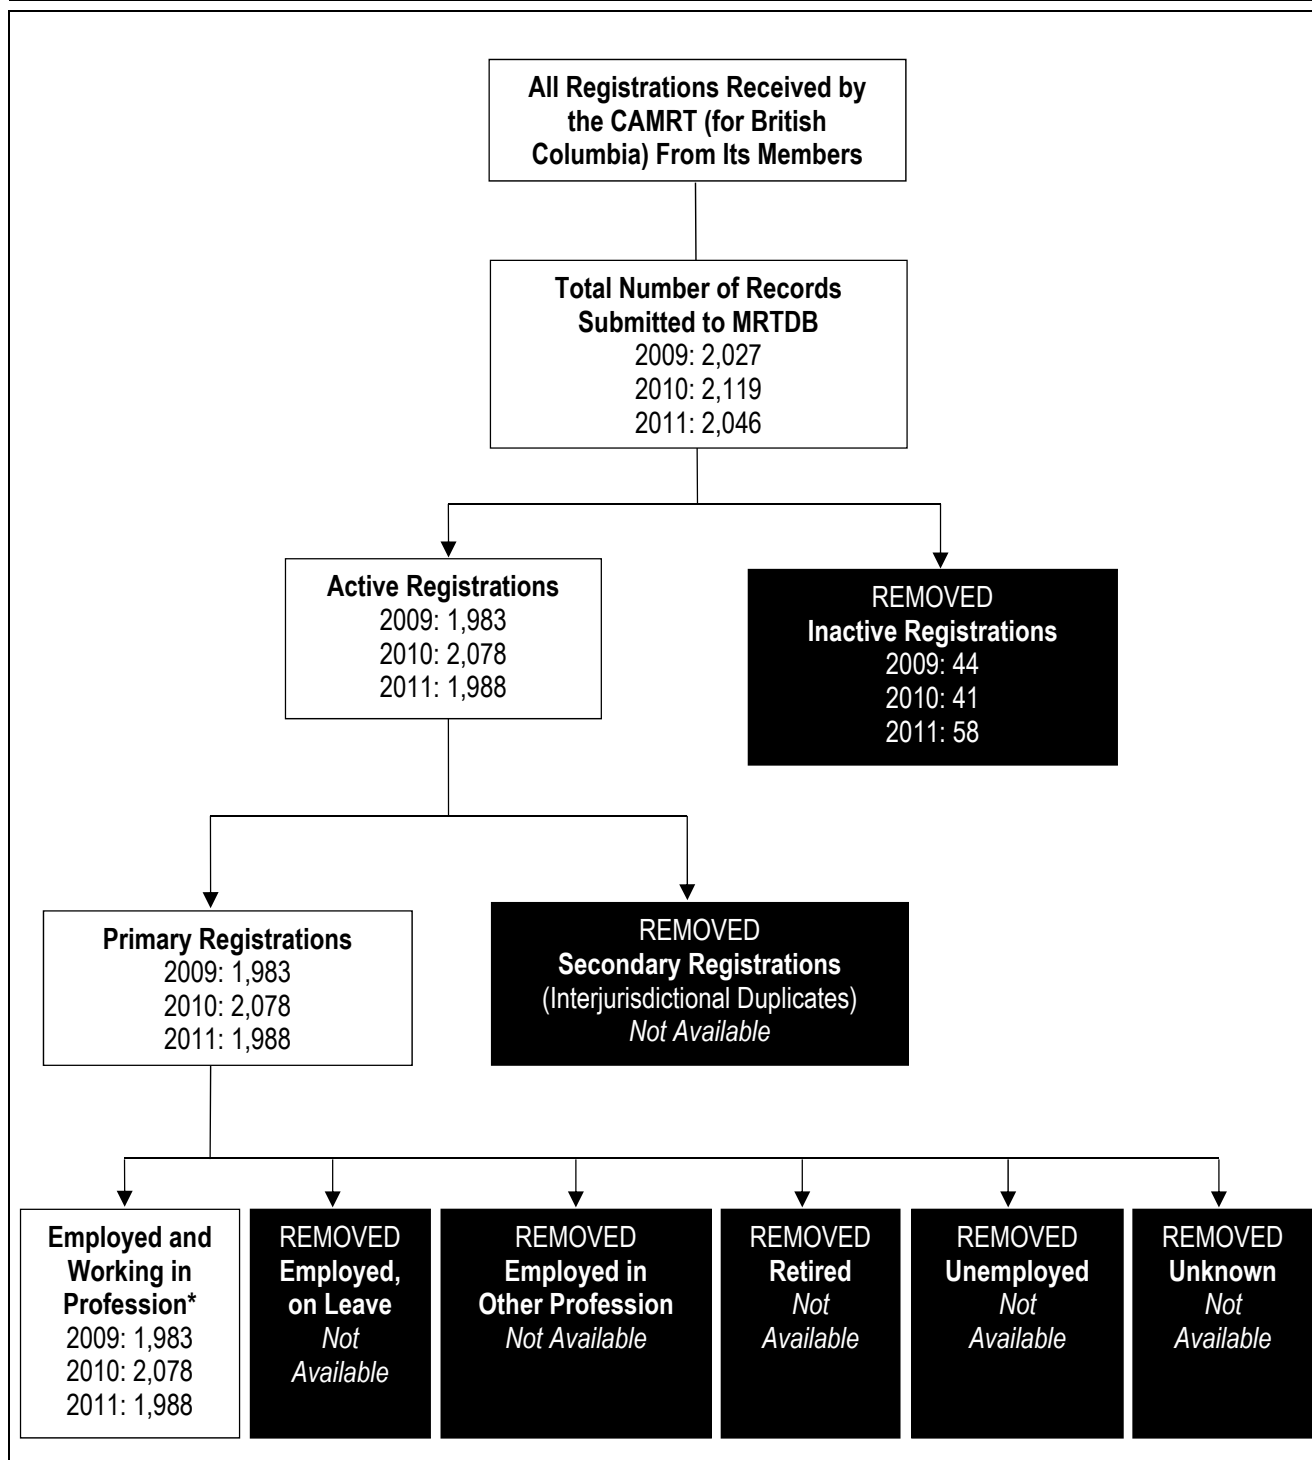 All Registrations Received by
the CAMRT (for British
Columbia) From Its Members
Total Number of Records
Submitted to MRTDB
2009: 2,027
2010: 2,119
2011: 2,046
Active Registrations
2009: 1,983
2010: 2,078
2011: 1,988
REMOVED
Inactive Registrations
2009: 44
2010: 41
2011: 58
Primary Registrations
2009: 1,983
2010: 2,078
2011: 1,988
REMOVED
Secondary Registrations
(Interjurisdictional Duplicates)
Not Available
Employed and
Working in
Profession*
2009: 1,983
2010: 2,078
2011: 1,988
REMOVED
Employed,
on Leave
Not
Available
REMOVED
Employed in
Other Profession
Not Available
REMOVED
Retired
Not
Available
REMOVED
Unemployed
Not
Available
REMOVED
Unknown
Not
Available